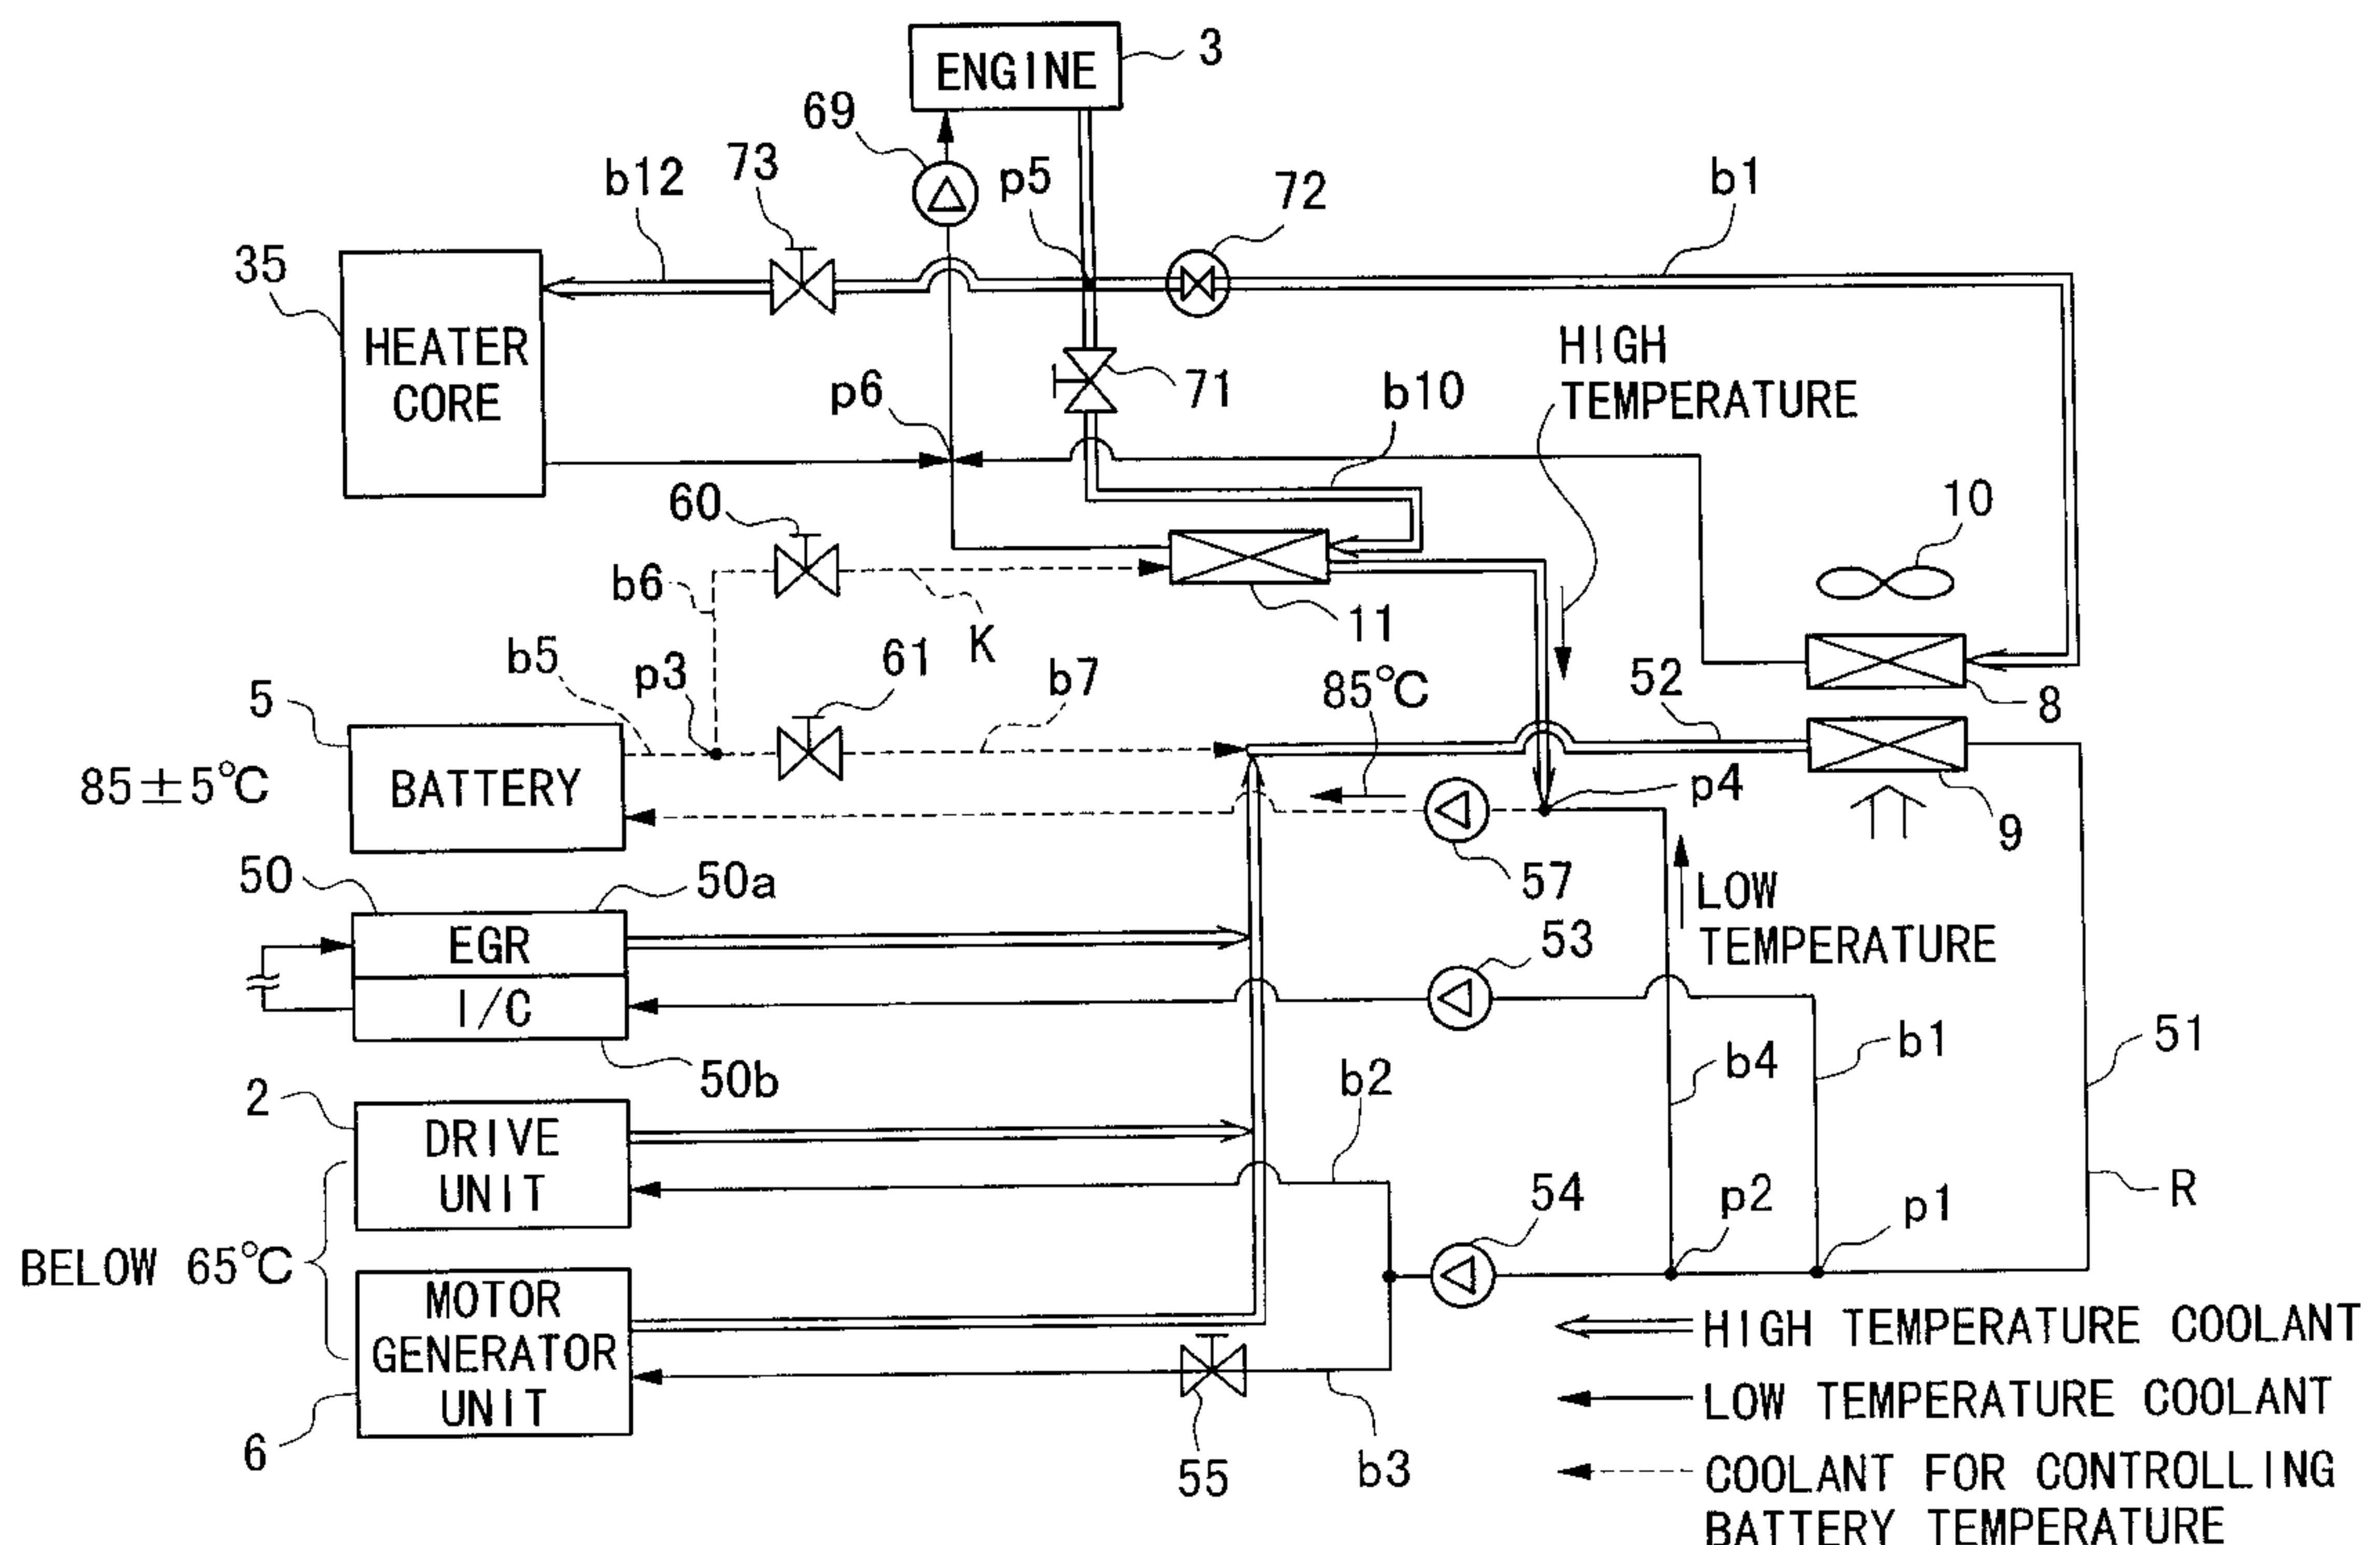 ENGINE
3
69
73
p5
72
b1
b12
35
HEATER
CORE
HIGH
TEMPERATURE
71
b10
p6
60
10
b6
K
11
b5
p3
61
b7
85°C
52
8
5
BATTERY
85±5°C
p4
9
57
50
50a
EGR
I/C
50b
LOW
TEMPERATURE
53
b4
b1
51
2
DRIVE
UNIT
b2
54
p2
p1
R
BELOW 65°C
MOTOR
GENERATOR
UNIT
6
55
b3
HIGH TEMPERATURE COOLANT
LOW TEMPERATURE COOLANT
COOLANT FOR CONTROLLING
BATTERY TEMPERATURE